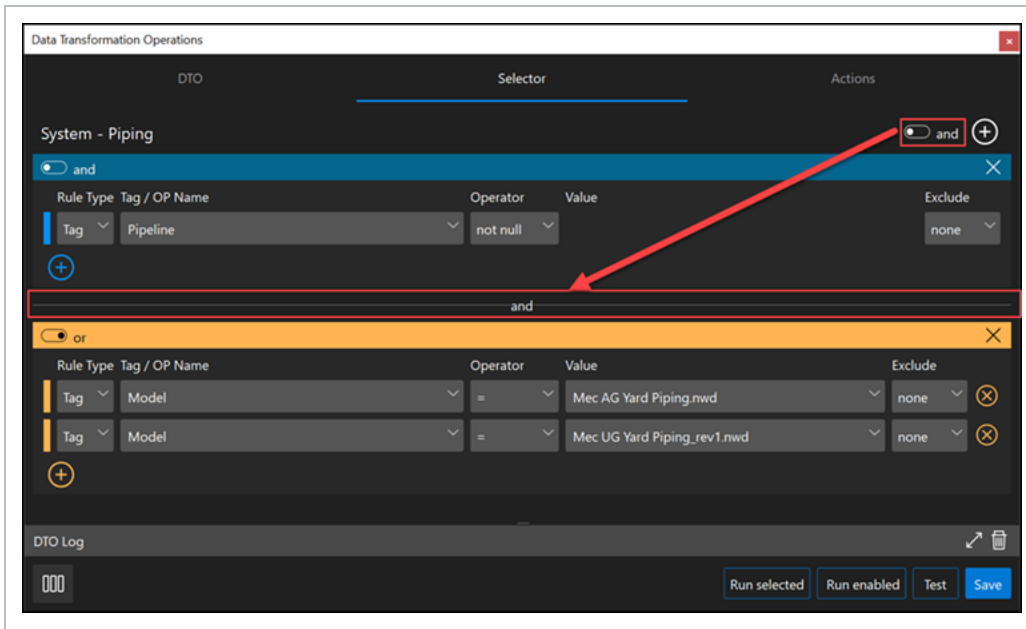 Data Transformation Operations
DTO Selector Actions
System - Piping and
and
Rule Type Tag / OP Name Operator Value Exclude
Tag Pipeline not null none
and
or
Rule Type Tag / OP Name Operator Value Exclude
Tag Model = Mec AG Yard Piping.nwd none
Tag Model = Mec UG Yard Piping_rev1.nwd none
DTO Log
Run selected Run enabled Test Save